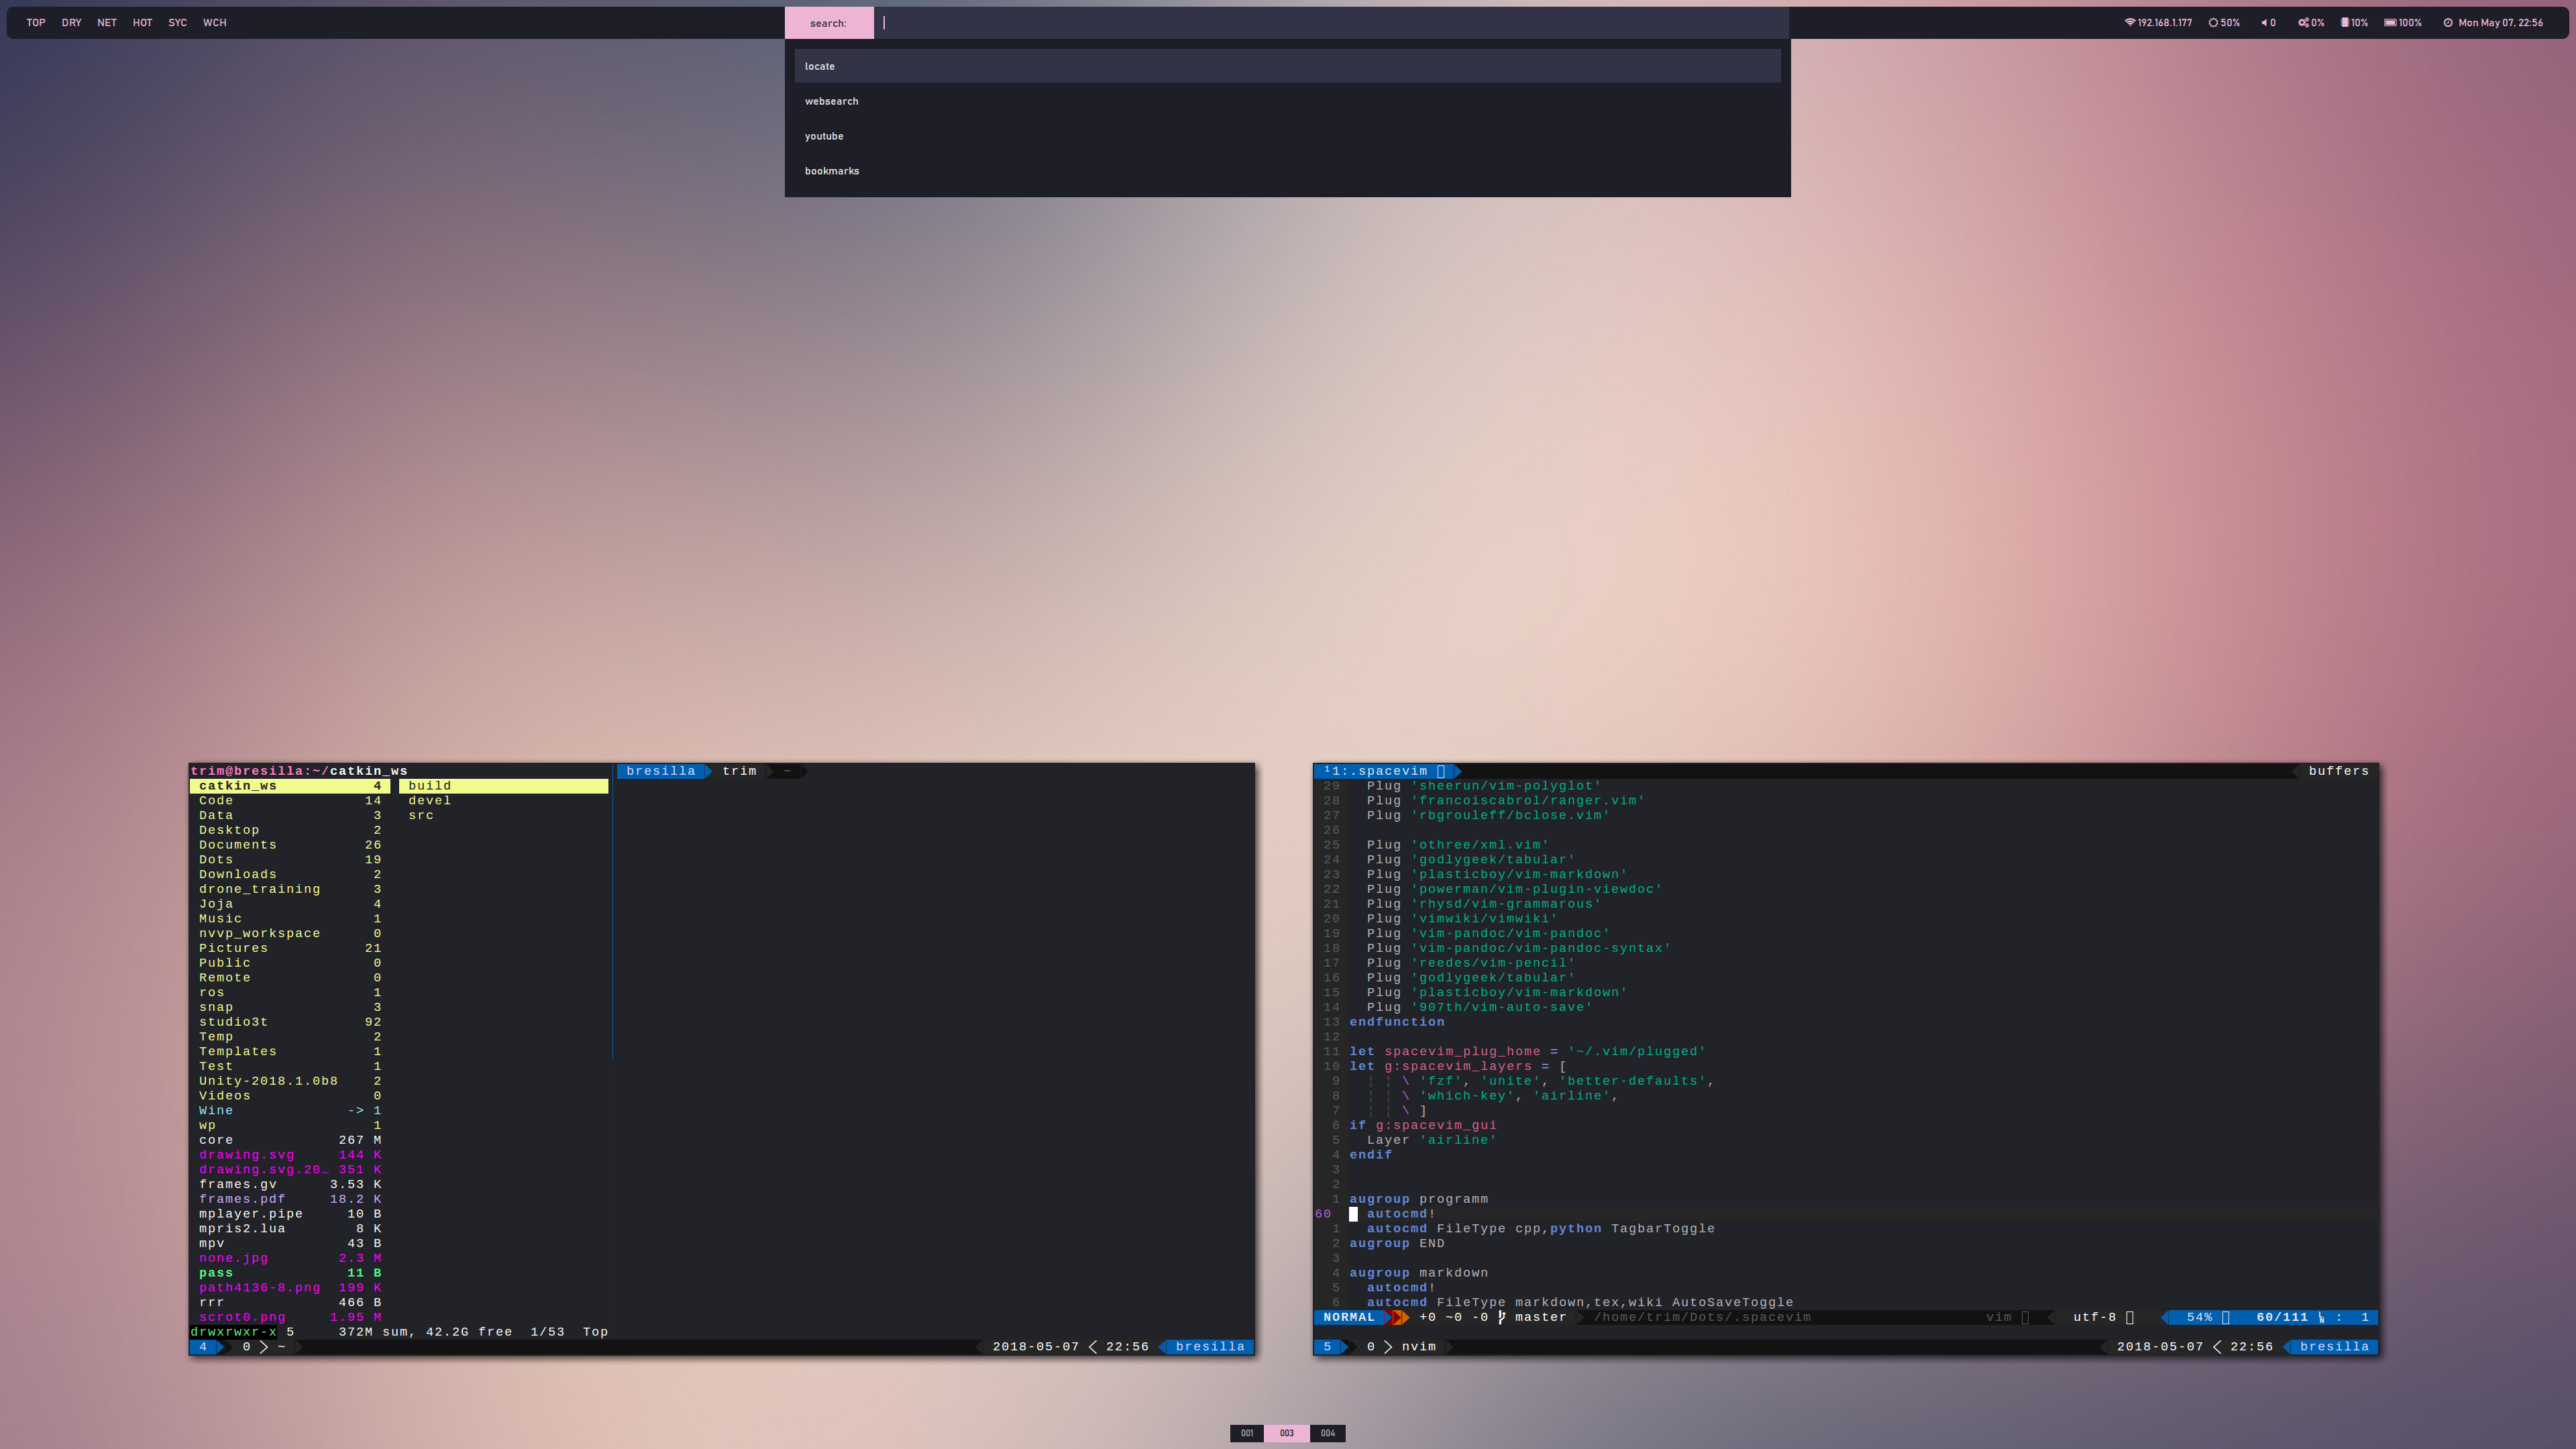 TOP DRY NET HOT SYC WCH
search:
192.168.1.177 50% 0 0% 10% 100% Mon May 07, 22:56
locate
websearch
youtube
bookmarks
trim@bresilla:~/catkin_ws
catkin_ws 4
Code 14
Data 3
Desktop 2
Documents 26
Dots 19
Downloads 2
drone_training 3
Joja 4
Music 1
nvvp_workspace 0
Pictures 21
Public 0
Remote 0
ros 1
snap 3
studio3t 92
Temp 2
Templates 1
Test 1
Unity-2018.1.0b8 2
Videos 0
Wine -> 1
wp 1
core 267 M
drawing.svg 144 K
drawing.svg.20… 351 K
frames.gv 3.53 K
frames.pdf 18.2 K
mplayer.pipe 10 B
mpris2.lua 8 K
mpv 43 B
none.jpg 2.3 M
pass 11 B
path4136-8.png 199 K
rrr 466 B
scrot0.png 1.95 M
drwxrwxr-x 5 372M sum, 42.2G free 1/53 Top
build
devel
src
bresilla trim ~
4 0 ~ 2018-05-07 22:56 bresilla
¹1:.spacevim buffers
29 Plug 'sheerun/vim-polyglot'
28 Plug 'francoiscabrol/ranger.vim'
27 Plug 'rbgrouleff/bclose.vim'
26
25 Plug 'othree/xml.vim'
24 Plug 'godlygeek/tabular'
23 Plug 'plasticboy/vim-markdown'
22 Plug 'powerman/vim-plugin-viewdoc'
21 Plug 'rhysd/vim-grammarous'
20 Plug 'vimwiki/vimwiki'
19 Plug 'vim-pandoc/vim-pandoc'
18 Plug 'vim-pandoc/vim-pandoc-syntax'
17 Plug 'reedes/vim-pencil'
16 Plug 'godlygeek/tabular'
15 Plug 'plasticboy/vim-markdown'
14 Plug '907th/vim-auto-save'
13 endfunction
12
11 let spacevim_plug_home = '~/.vim/plugged'
10 let g:spacevim_layers = [
9 ¦ ¦ \ 'fzf', 'unite', 'better-defaults',
8 ¦ ¦ \ 'which-key', 'airline',
7 ¦ ¦ \ ]
6 if g:spacevim_gui
5 Layer 'airline'
4 endif
3
2
1 augroup programm
60 autocmd!
1 autocmd FileType cpp,python TagbarToggle
2 augroup END
3
4 augroup markdown
5 autocmd!
6 autocmd FileType markdown,tex,wiki AutoSaveToggle
NORMAL +0 ~0 -0 master /home/trim/Dots/.spacevim vim utf-8 54% 60/111 : 1
5 0 nvim 2018-05-07 22:56 bresilla
001 003 004